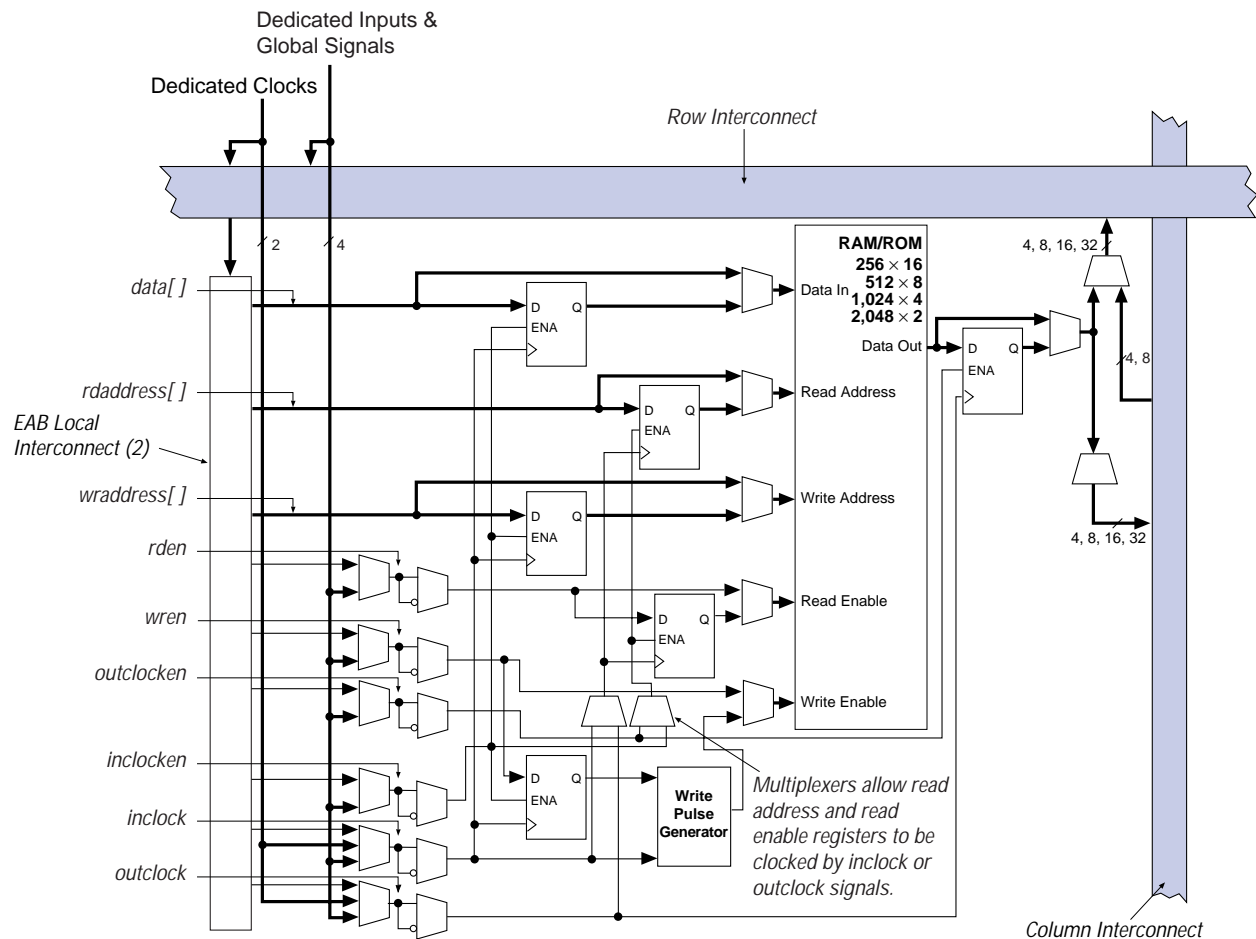 Dedicated Inputs &
Global Signals
Dedicated Clocks
Row Interconnect
2
4
RAM/ROM
256 × 16
512 × 8
1,024 × 4
2,048 × 2
4, 8, 16, 32
data[ ]
D
Q
ENA
Data In
Data Out
D
Q
ENA
4, 8
rdaddress[ ]
D
Q
ENA
Read Address
EAB Local
Interconnect (2)
wraddress[ ]
D
Q
ENA
Write Address
4, 8, 16, 32
rden
D
Q
ENA
Read Enable
wren
outclocken
Write Enable
inclocken
D
Q
ENA
Write
Pulse
Generator
Multiplexers allow read
address and read
enable registers to be
clocked by inclock or
outclock signals.
inclock
outclock
Column Interconnect